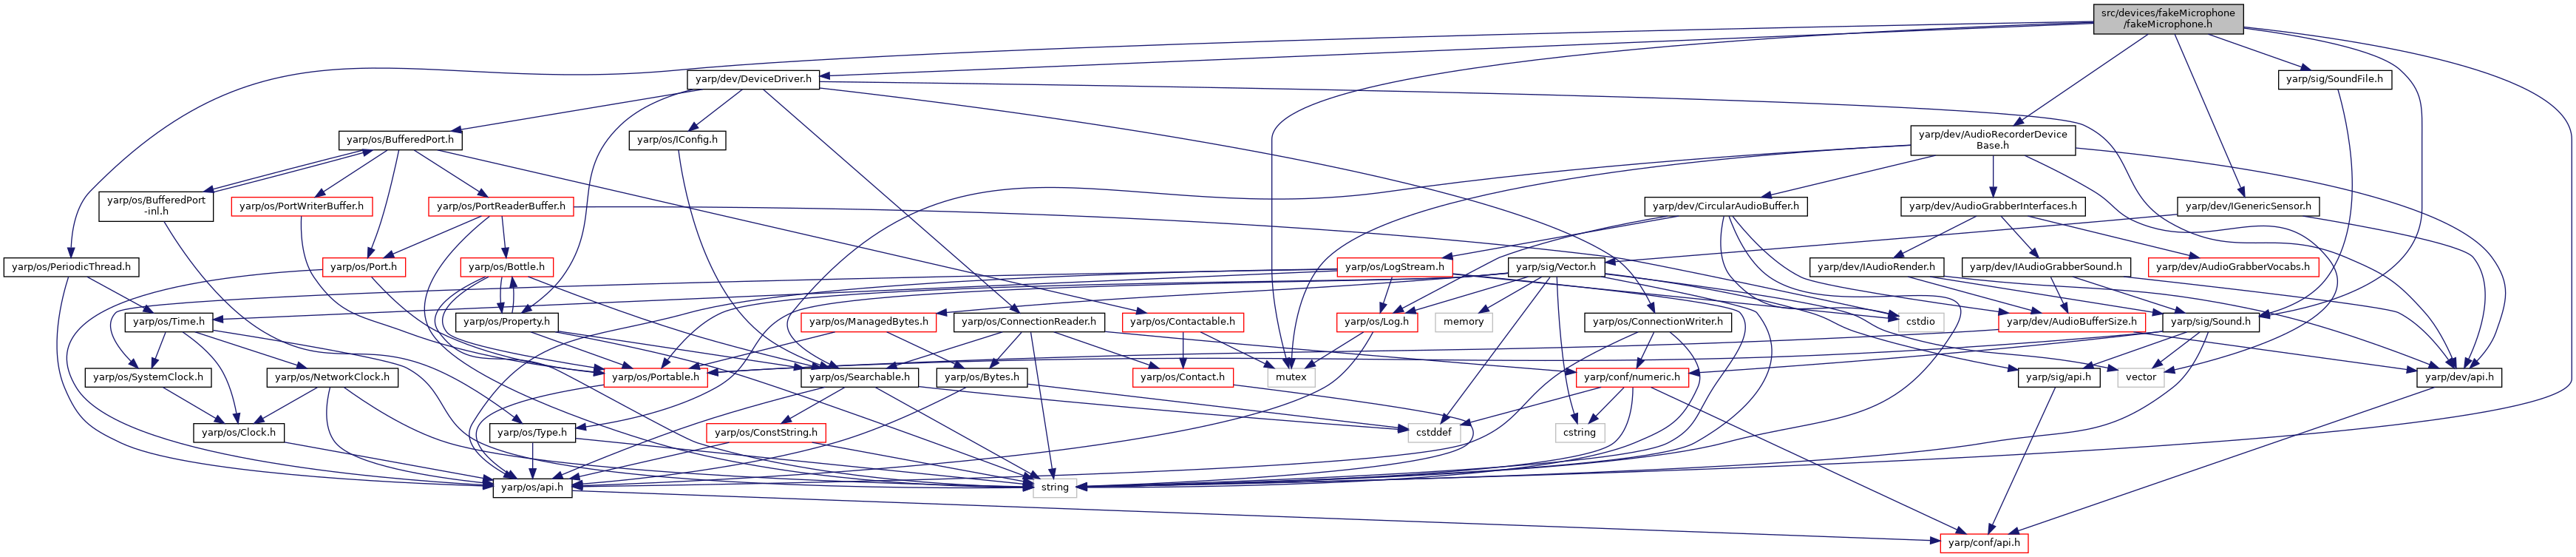 src/devices/fakeMicrophone
/fakeMicrophone.h
yarp/dev/DeviceDriver.h
yarp/sig/SoundFile.h
yarp/os/BufferedPort.h
yarp/os/IConfig.h
yarp/dev/AudioRecorderDevice
Base.h
yarp/os/BufferedPort
-inl.h
yarp/os/PortWriterBuffer.h
yarp/os/PortReaderBuffer.h
yarp/dev/CircularAudioBuffer.h
yarp/dev/AudioGrabberInterfaces.h
yarp/dev/IGenericSensor.h
yarp/os/PeriodicThread.h
yarp/os/Port.h
yarp/os/Bottle.h
yarp/os/LogStream.h
yarp/sig/Vector.h
yarp/dev/IAudioRender.h
yarp/dev/IAudioGrabberSound.h
yarp/dev/AudioGrabberVocabs.h
yarp/os/Time.h
yarp/os/Property.h
yarp/os/ManagedBytes.h
yarp/os/ConnectionReader.h
yarp/os/Contactable.h
yarp/os/Log.h
memory
yarp/os/ConnectionWriter.h
cstdio
yarp/dev/AudioBufferSize.h
yarp/sig/Sound.h
yarp/os/SystemClock.h
yarp/os/NetworkClock.h
yarp/os/Portable.h
yarp/os/Searchable.h
yarp/os/Bytes.h
yarp/os/Contact.h
mutex
yarp/conf/numeric.h
yarp/sig/api.h
vector
yarp/dev/api.h
yarp/os/Clock.h
yarp/os/Type.h
yarp/os/ConstString.h
cstddef
cstring
yarp/os/api.h
string
yarp/conf/api.h